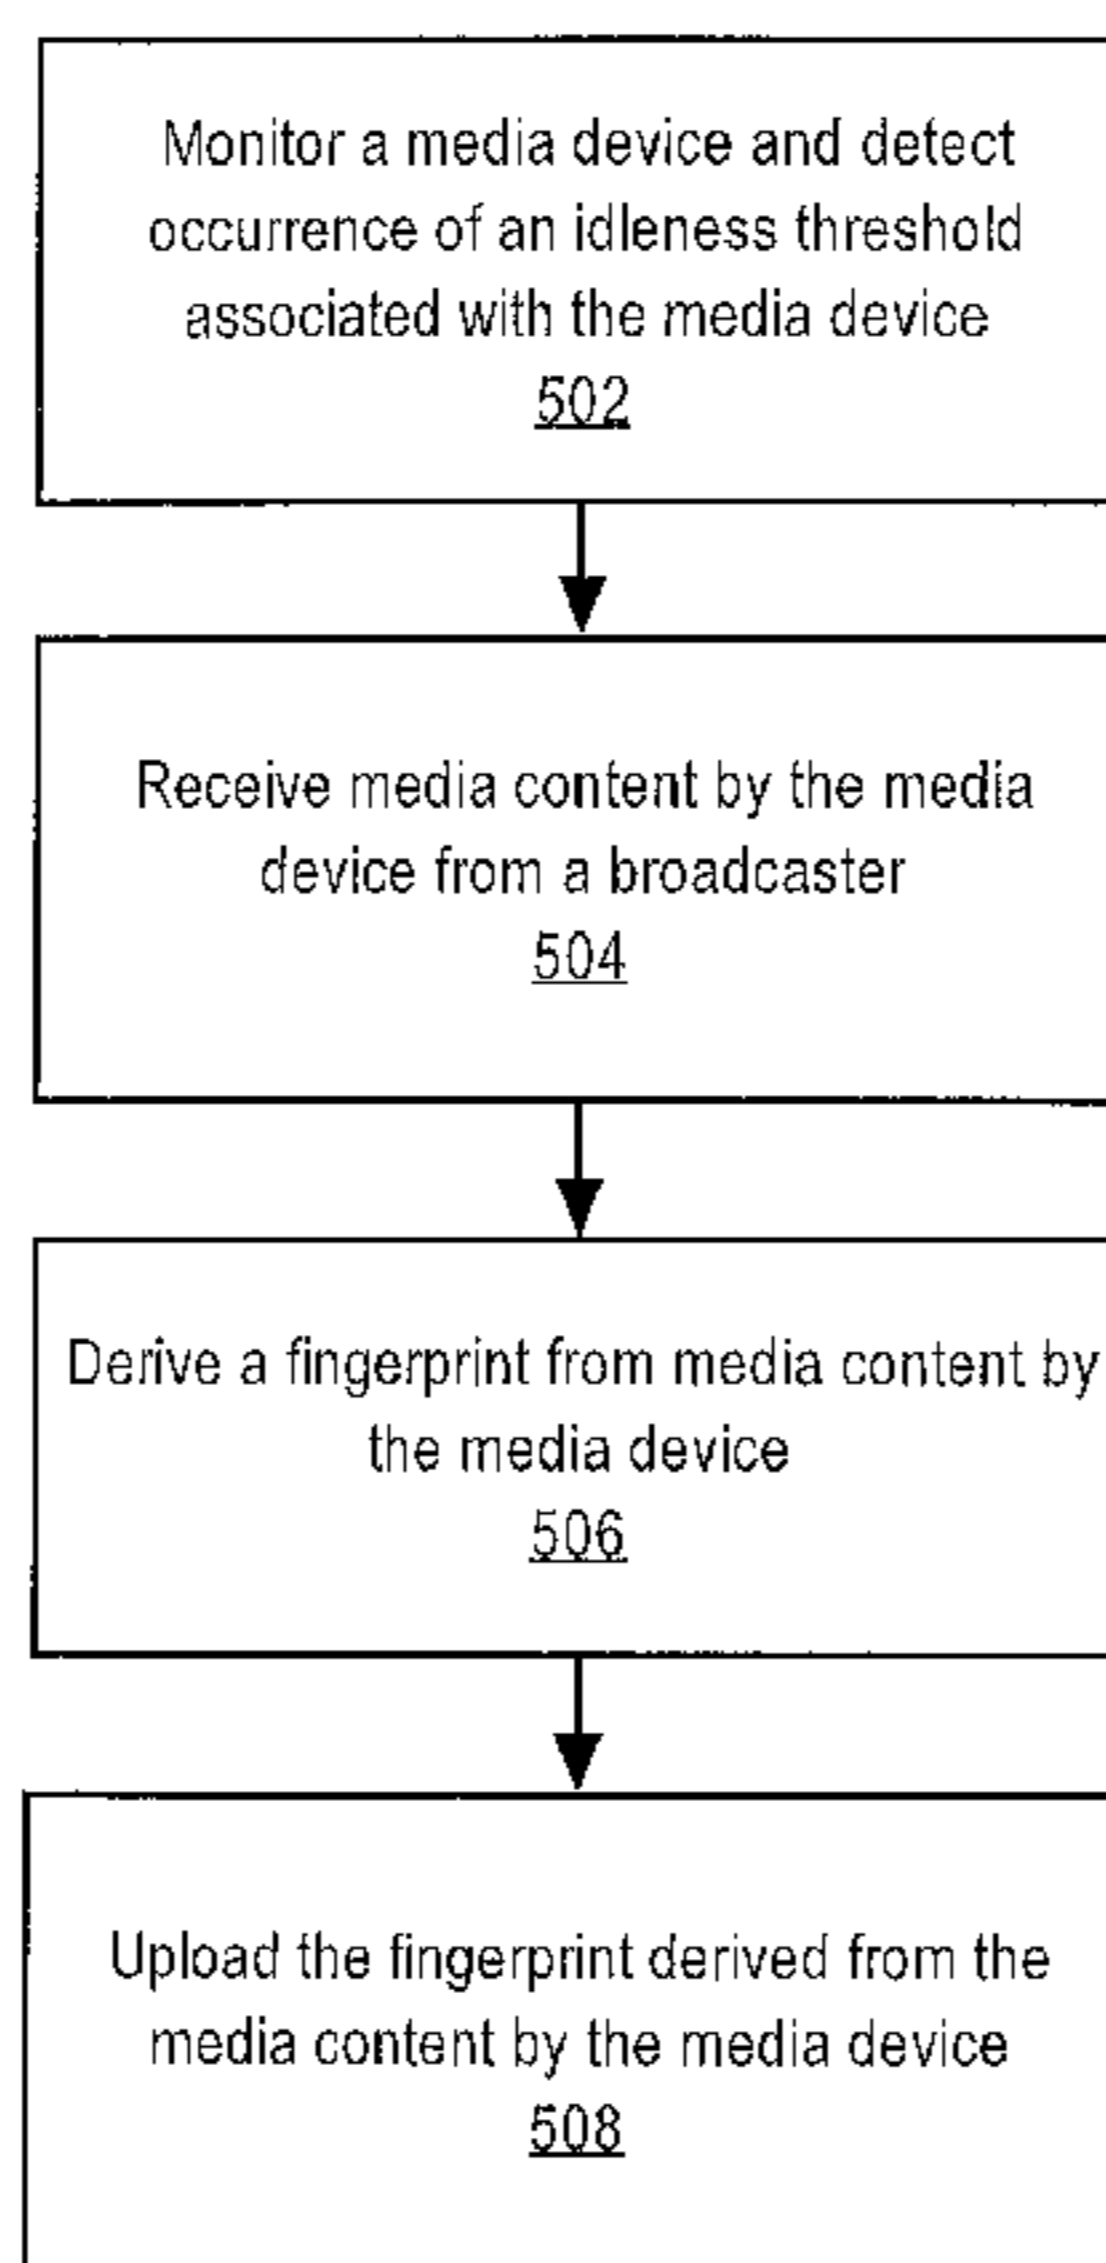 Monitor a media device and detect
occurrence of an idleness threshold
associated with the media device
502
Receive media content by the media
device from a broadcaster
504
Derive a fingerprint from media content by
the media device
506
Upload the fingerprint derived from the
media content by the media device
508